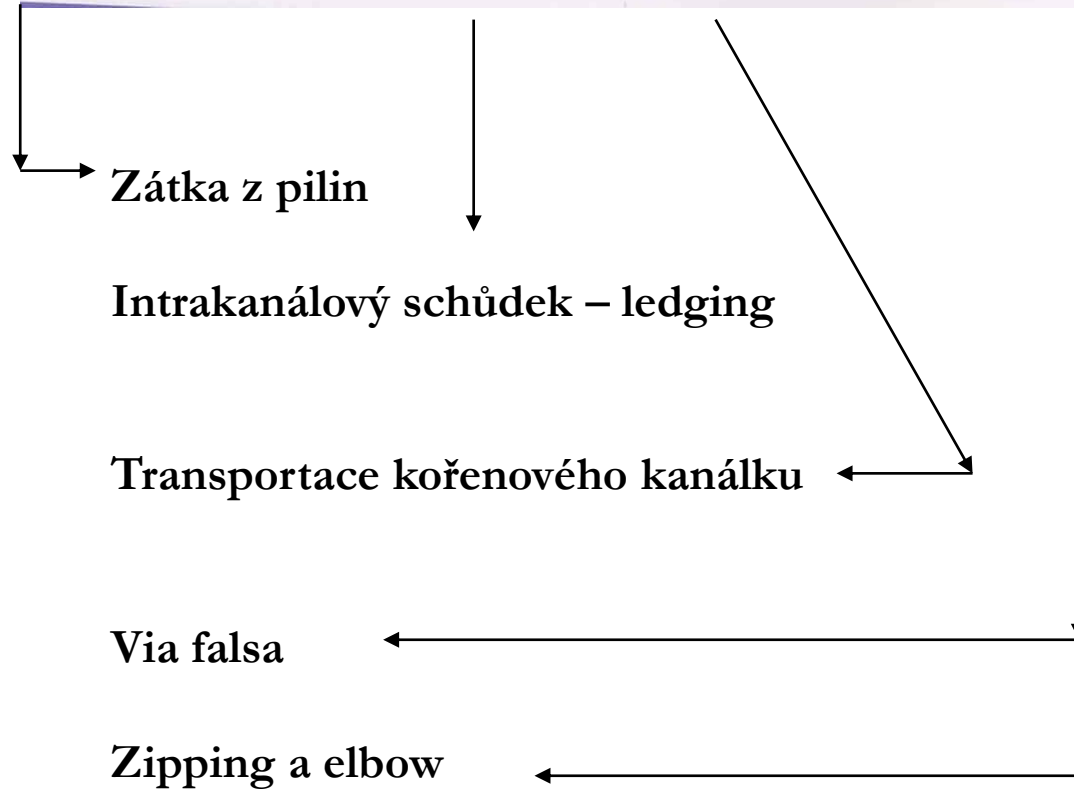 Zátka z pilin
Intrakanálový schůdek – ledging
Transportace kořenového kanálku
Via falsa
Zipping a elbow